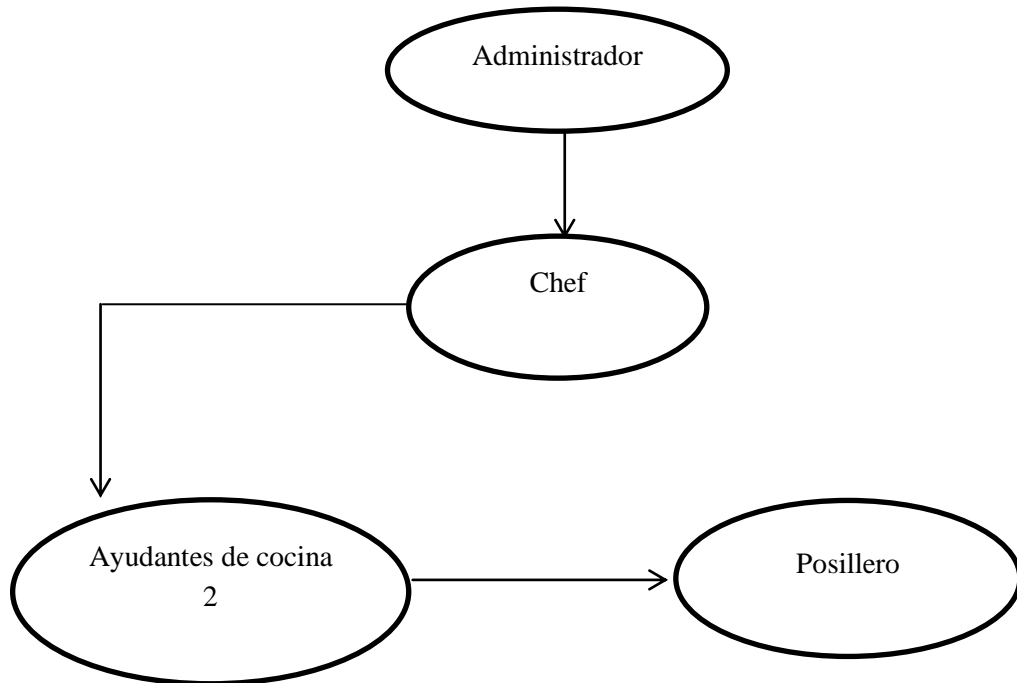 Administrador
Chef
Ayudantes de cocina
2
Posillero